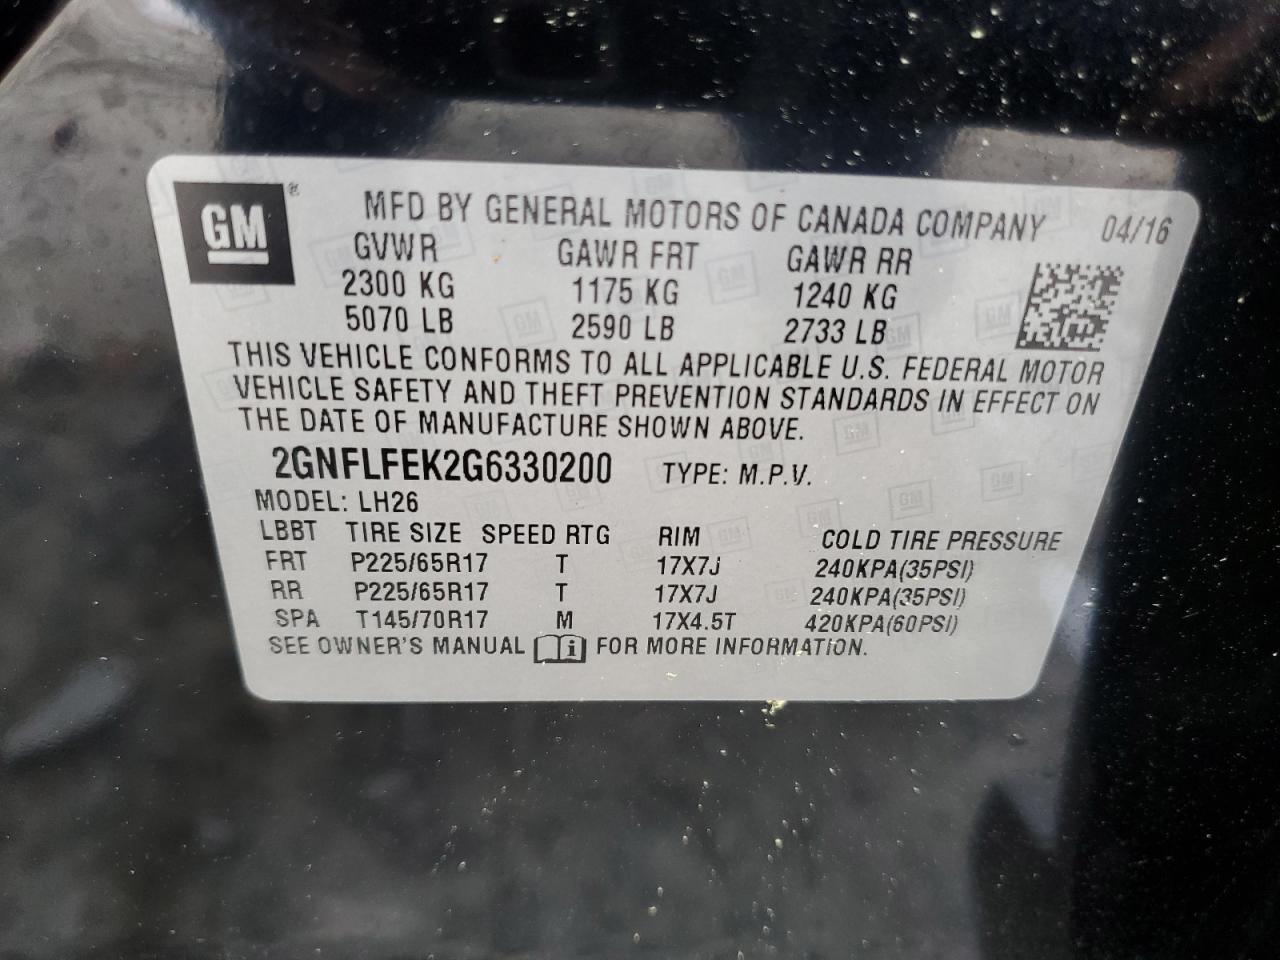 GM ®
MFD BY GENERAL MOTORS OF CANADA COMPANY 04/16
GVWR GAWR FRT GAWR RR
2300 KG 1175 KG 1240 KG
5070 LB 2590 LB 2733 LB
THIS VEHICLE CONFORMS TO ALL APPLICABLE U.S. FEDERAL MOTOR
VEHICLE SAFETY AND THEFT PREVENTION STANDARDS IN EFFECT ON
THE DATE OF MANUFACTURE SHOWN ABOVE.
2GNFLFEK2G6330200 TYPE: M.P.V.
MODEL: LH26
LBBT TIRE SIZE SPEED RTG RIM COLD TIRE PRESSURE
FRT P225/65R17 T 17X7J 240KPA(35PSI)
RR P225/65R17 T 17X7J 240KPA(35PSI)
SPA T145/70R17 M 17X4.5T 420KPA(60PSI)
SEE OWNER'S MANUAL i FOR MORE INFORMATION.